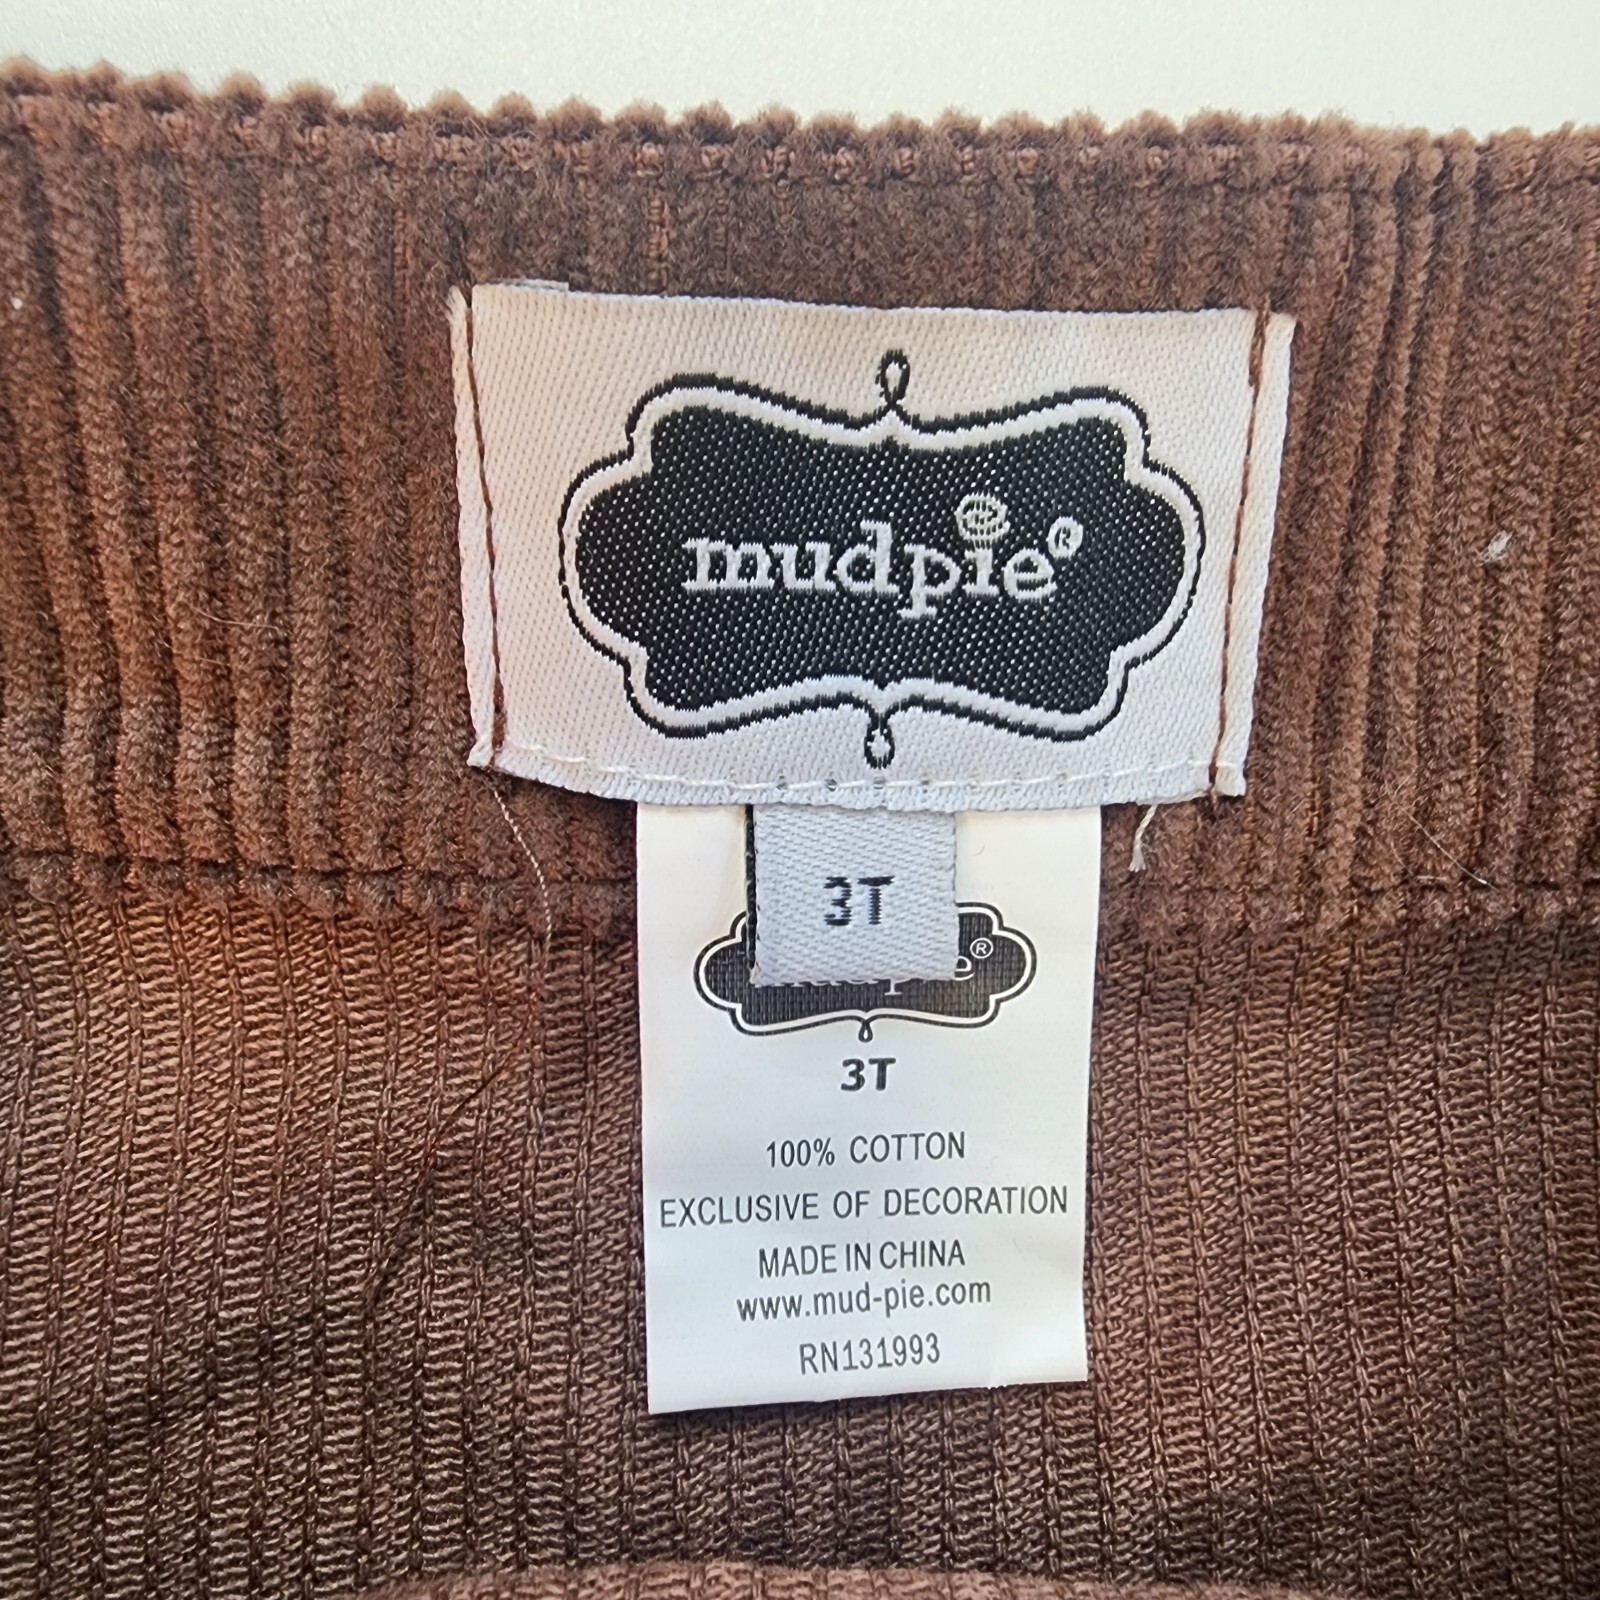 mudpie®
3T
e®
3T
100% COTTON
EXCLUSIVE OF DECORATION
MADE IN CHINA
www.mud-pie.com
RN131993